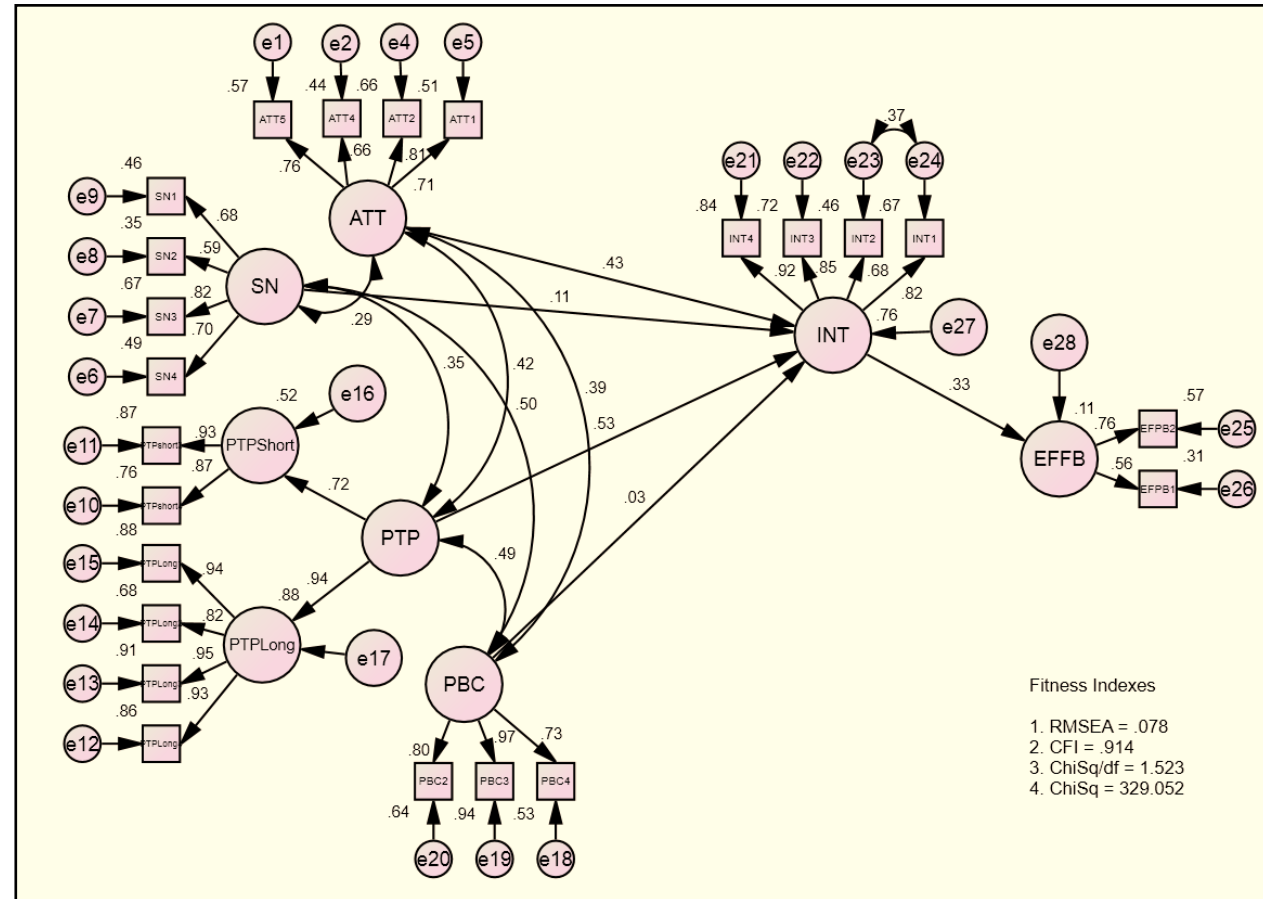 e1 e2 e4 e5
.57 .44 .66 .51
ATT5 ATT4 ATT2 ATT1
.76 .66 .81 .71
ATT
.37
e21 e22 e23 e24
.84 .72 .46 .67
INT4 INT3 INT2 INT1
.92 .85 .68 .82
INT
.76
e27
.46
e9 SN1 .68
.35
e8 SN2 .59
.67
e7 SN3 .82
.49
e6 SN4 .70
SN
.29
.43
.11
.35
.42
.39
.50
.53
.03
.49
.33
e28
.11
EFFB
.76
.57
EFPB2 e25
.56
.31
EFPB1 e26
.52
e16
.87
e11 .93
PTPShort
.76
e10 .87
.72
PTP
.88
e15 .94
.68
e14 .82
.91
e13 .95
.86
e12 .93
PTPLong
.88
.94
e17
PBC
.80 .97 .73
PBC2 PBC3 PBC4
.64 .94 .53
e20 e19 e18
Fitness Indexes
1. RMSEA = .078
2. CFI = .914
3. ChiSq/df = 1.523
4. ChiSq = 329.052